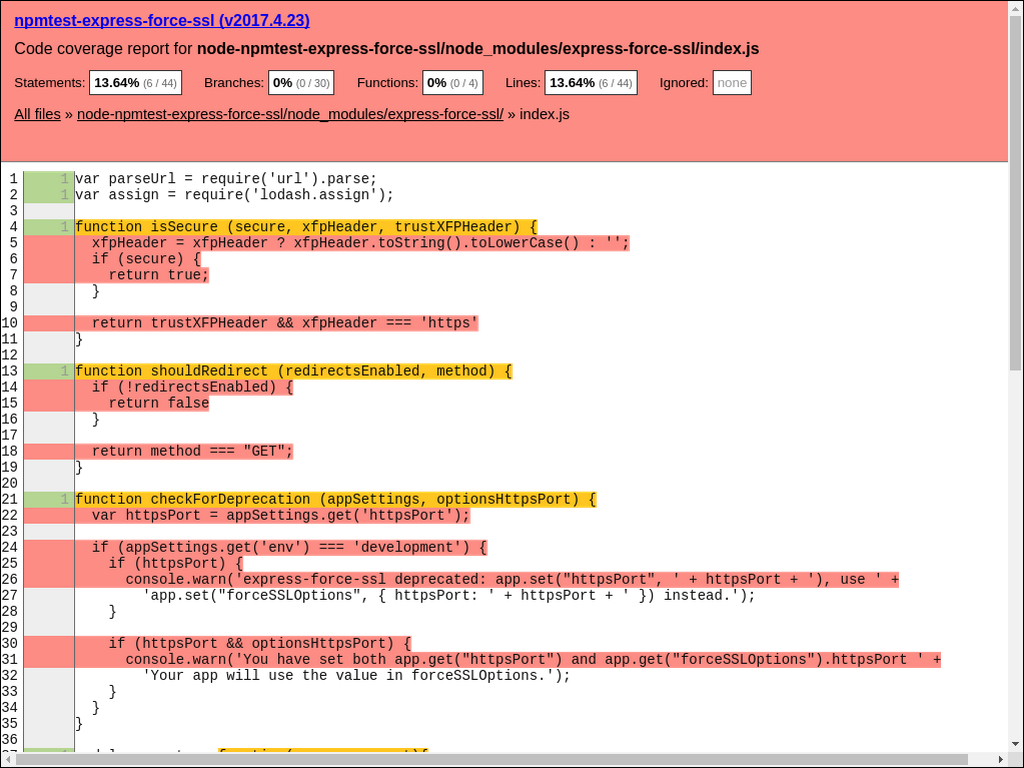 npmtest-express-force-ssl (v2017.4.23)
Code coverage report for node-npmtest-express-force-ssl/node_modules/express-force-ssl/index.js
Statements: 13.64% (6 / 44) Branches: 0% (0 / 30) Functions: 0% (0 / 4) Lines: 13.64% (6 / 44) Ignored: none
All files » node-npmtest-express-force-ssl/node_modules/express-force-ssl/ » index.js
1 1 var parseUrl = require('url').parse;
2 1 var assign = require('lodash.assign');
3
4 1 function isSecure (secure, xfpHeader, trustXFPHeader) {
5   xfpHeader = xfpHeader ? xfpHeader.toString().toLowerCase() : '';
6   if (secure) {
7     return true;
8   }
9
10   return trustXFPHeader && xfpHeader === 'https'
11 }
12
13 1 function shouldRedirect (redirectsEnabled, method) {
14   if (!redirectsEnabled) {
15     return false
16   }
17
18   return method === "GET";
19 }
20
21 1 function checkForDeprecation (appSettings, optionsHttpsPort) {
22   var httpsPort = appSettings.get('httpsPort');
23
24   if (appSettings.get('env') === 'development') {
25     if (httpsPort) {
26       console.warn('express-force-ssl deprecated: app.set("httpsPort", ' + httpsPort + '), use ' +
27         'app.set("forceSSLOptions", { httpsPort: ' + httpsPort + ' }) instead.');
28     }
29
30     if (httpsPort && optionsHttpsPort) {
31       console.warn('You have set both app.get("httpsPort") and app.get("forceSSLOptions").httpsPort ' +
32         'Your app will use the value in forceSSLOptions.');
33     }
34   }
35 }
36